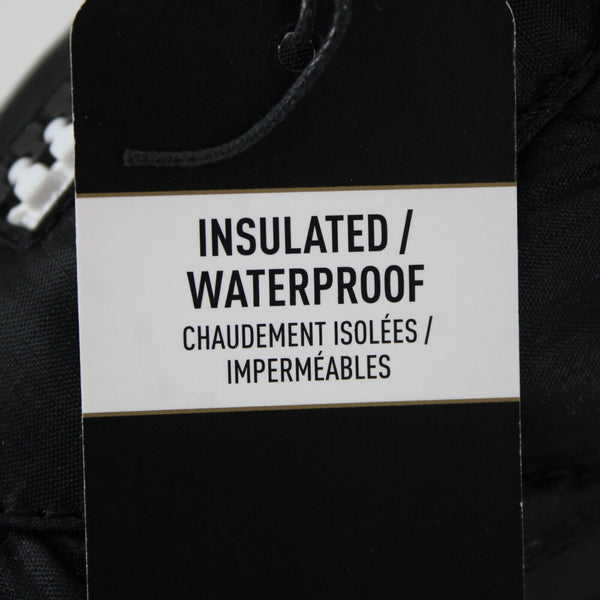 INSULATED /
WATERPROOF
CHAUDEMENT ISOLÉES /
IMPERMÉABLES